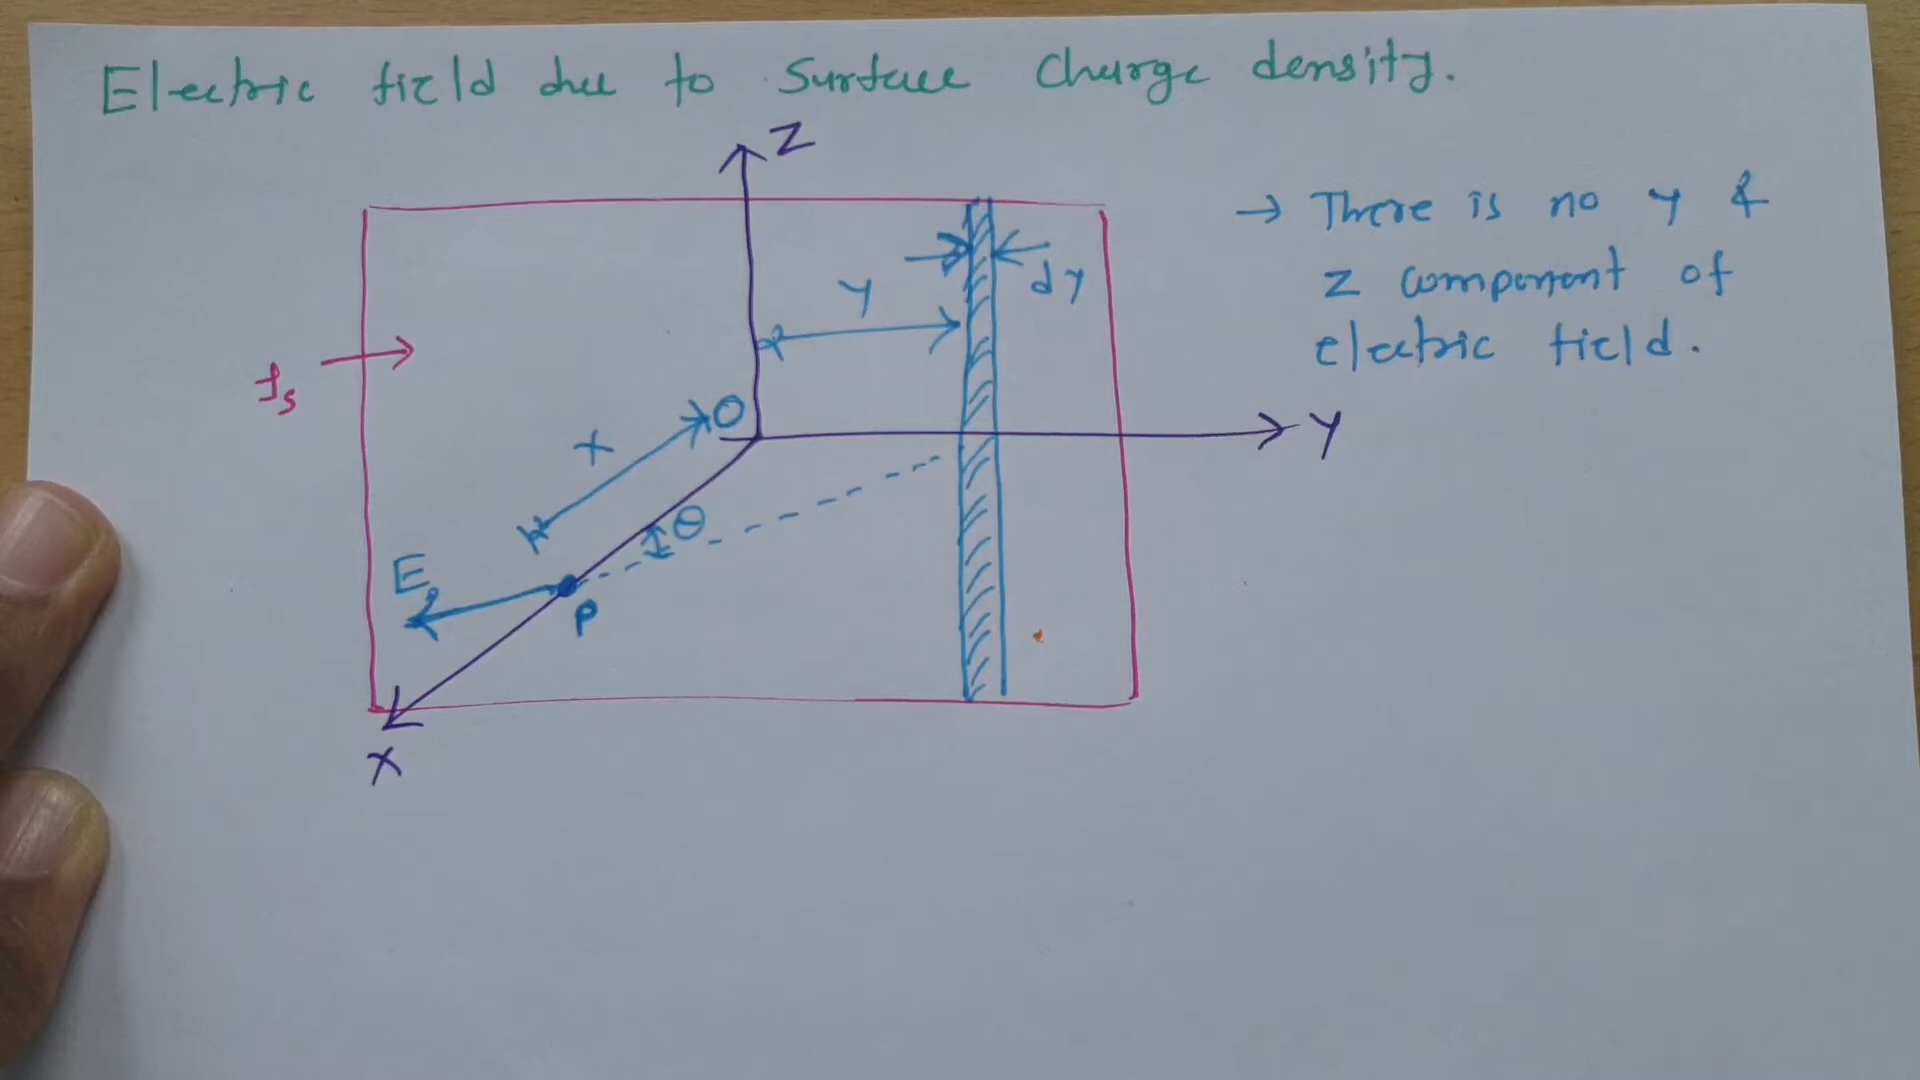 Electric field due to Surface Charge density.
Z
→ There is no y &
z component of
electric field.
dy
y
ρs
O
x
Y
θ
E
P
X